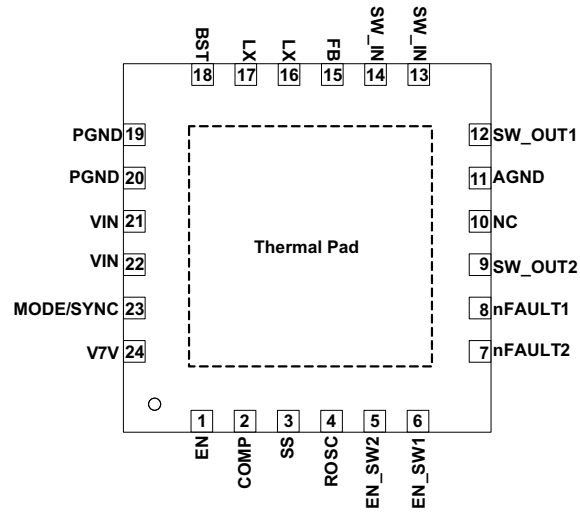 BST
LX
LX
FB
SW_IN
SW_IN
18
17
16
15
14
13
PGND 19
PGND 20
VIN 21
VIN 22
MODE/SYNC 23
V7V 24
Thermal Pad
12 SW_OUT1
11 AGND
10 NC
9 SW_OUT2
8 nFAULT1
7 nFAULT2
1
2
3
4
5
6
EN
COMP
SS
ROSC
EN_SW2
EN_SW1